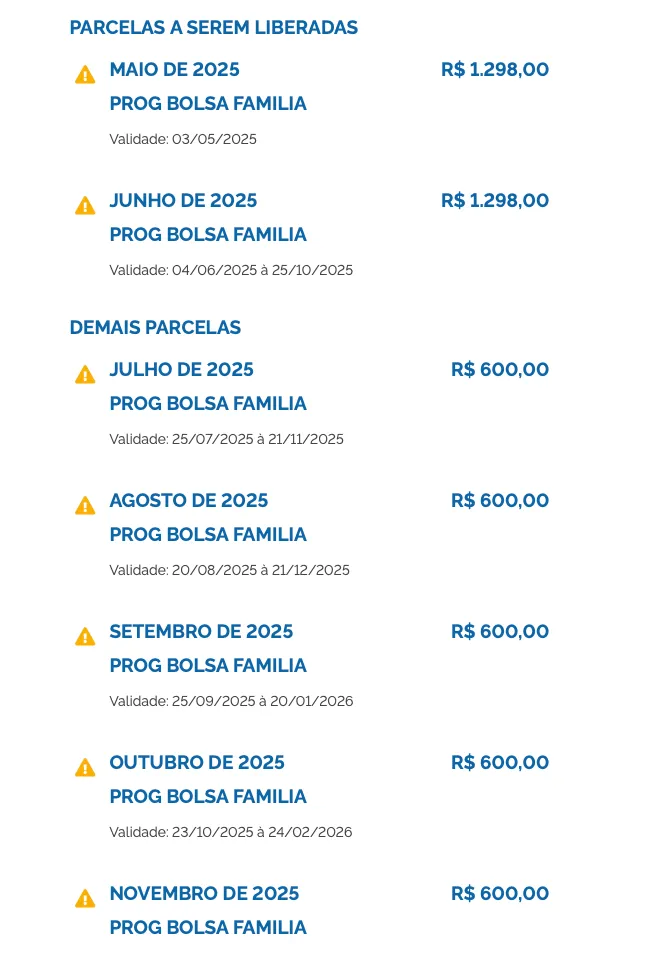 PARCELAS A SEREM LIBERADAS
MAIO DE 2025 R$ 1.298,00
PROG BOLSA FAMILIA
Validade: 03/05/2025
JUNHO DE 2025 R$ 1.298,00
PROG BOLSA FAMILIA
Validade: 04/06/2025 à 25/10/2025
DEMAIS PARCELAS
JULHO DE 2025 R$ 600,00
PROG BOLSA FAMILIA
Validade: 25/07/2025 à 21/11/2025
AGOSTO DE 2025 R$ 600,00
PROG BOLSA FAMILIA
Validade: 20/08/2025 à 21/12/2025
SETEMBRO DE 2025 R$ 600,00
PROG BOLSA FAMILIA
Validade: 25/09/2025 à 20/01/2026
OUTUBRO DE 2025 R$ 600,00
PROG BOLSA FAMILIA
Validade: 23/10/2025 à 24/02/2026
NOVEMBRO DE 2025 R$ 600,00
PROG BOLSA FAMILIA